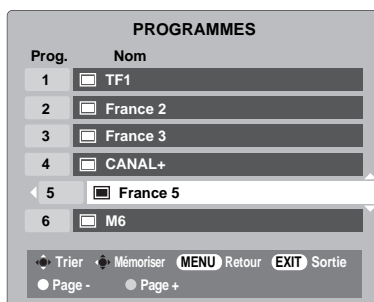 PROGRAMMES
Prog. Nom
1 TF1
2 France 2
3 France 3
4 CANAL+
5 France 5
6 M6
Trier Mémoriser MENU Retour EXIT Sortie
Page - Page +